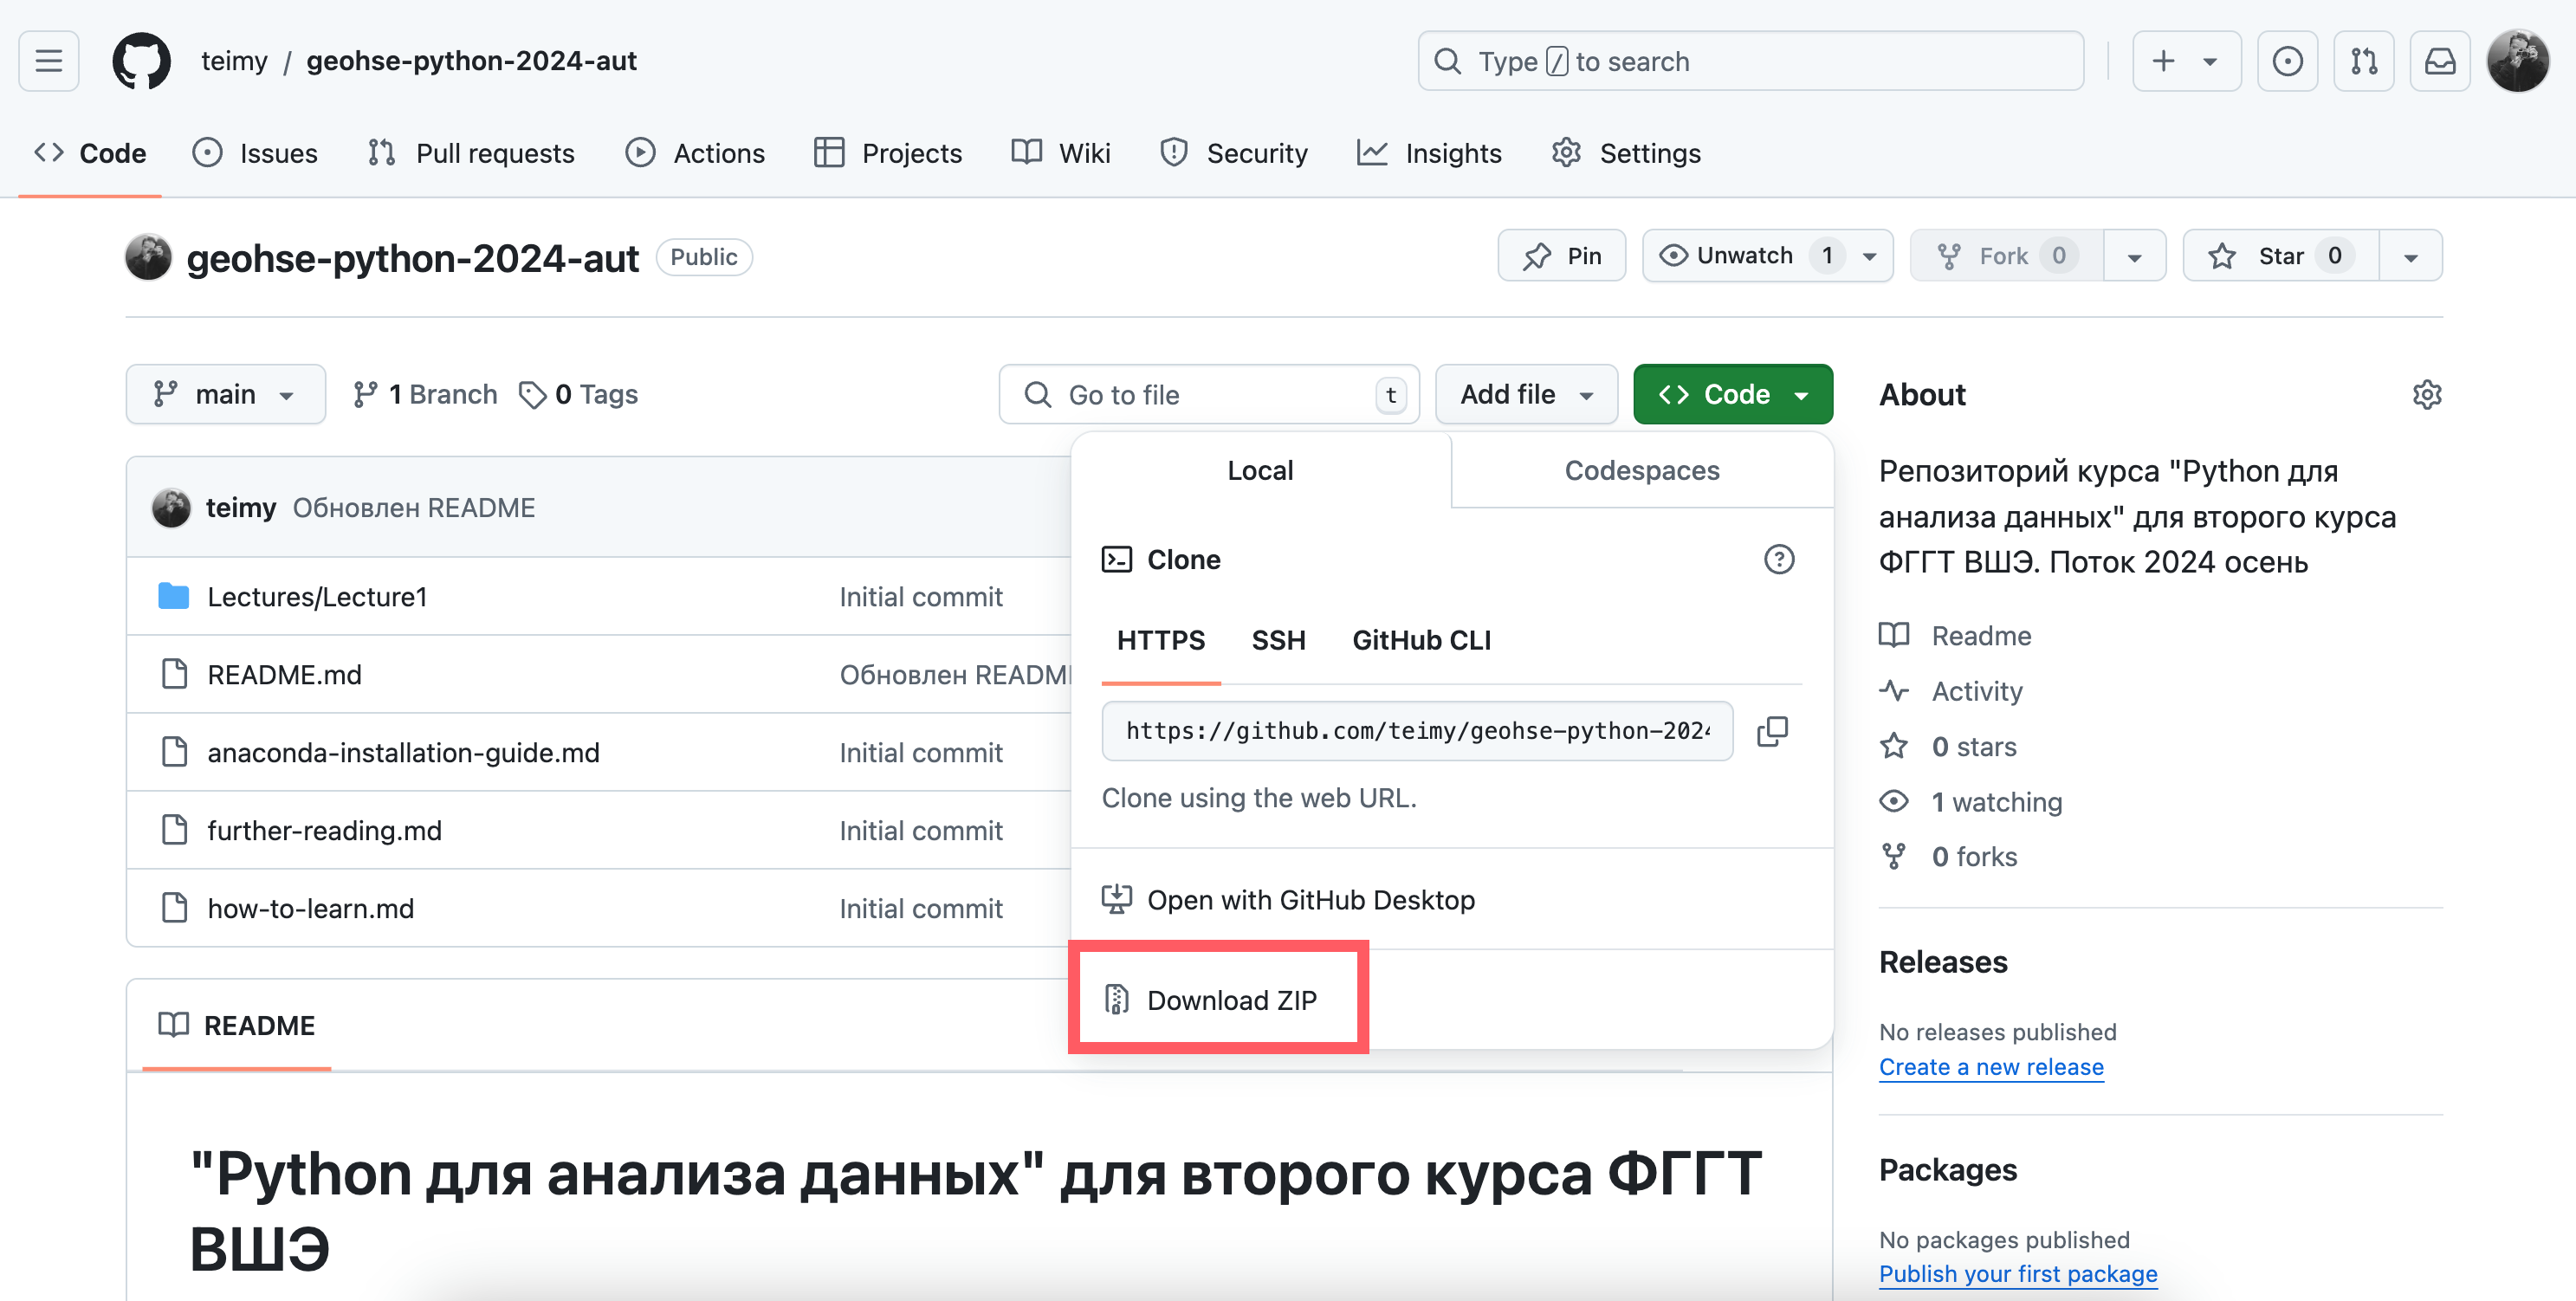 teimy / geohse-python-2024-aut
Type / to search
Code Issues Pull requests Actions Projects Wiki Security Insights Settings
geohse-python-2024-aut Public
Pin Unwatch 1 Fork 0 Star 0
main 1 Branch 0 Tags Go to file t Add file Code
teimy Обновлен README
Lectures/Lecture1 Initial commit
README.md Обновлен README
anaconda-installation-guide.md Initial commit
further-reading.md Initial commit
how-to-learn.md Initial commit
Local Codespaces
Clone
HTTPS SSH GitHub CLI
https://github.com/teimy/geohse-python-2024
Clone using the web URL.
Open with GitHub Desktop
Download ZIP
README
"Python для анализа данных" для второго курса ФГГТ
ВШЭ
About
Репозиторий курса "Python для
анализа данных" для второго курса
ФГГТ ВШЭ. Поток 2024 осень
Readme
Activity
0 stars
1 watching
0 forks
Releases
No releases published
Create a new release
Packages
No packages published
Publish your first package